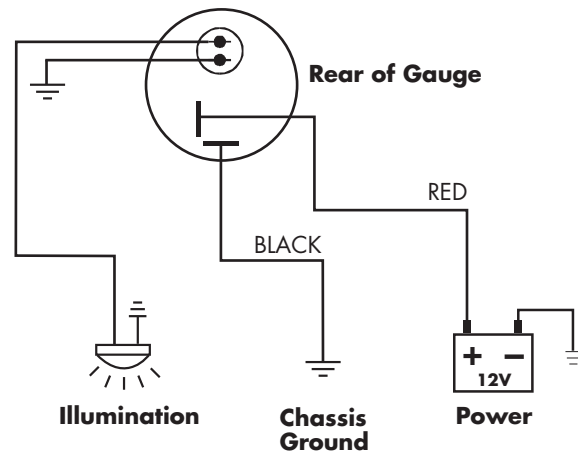 Rear of Gauge
RED
BLACK
+ −
12V
Illumination
Chassis
Ground
Power